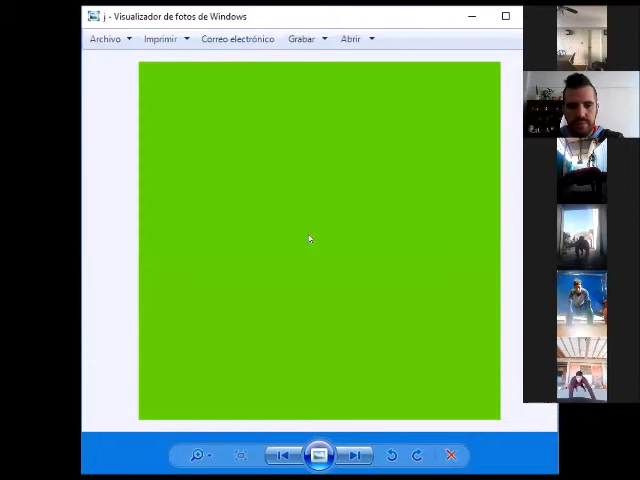 j - Visualizador de fotos de Windows
Archivo Imprimir Correo electrónico Grabar Abrir